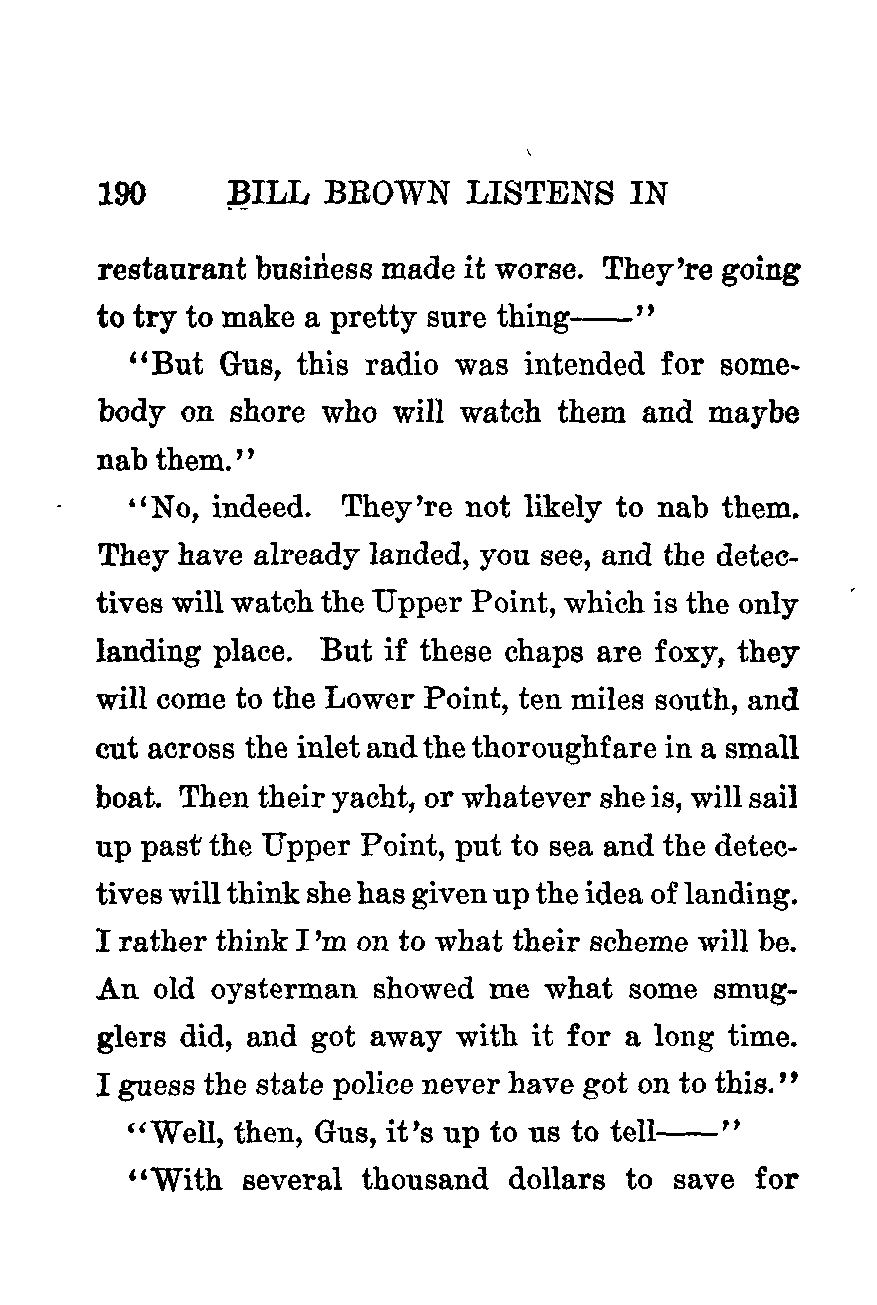 190 BILL BROWN LISTENS IN
restaurant business made it worse. They're going
to try to make a pretty sure thing——"
"But Gus, this radio was intended for some-
body on shore who will watch them and maybe
nab them."
"No, indeed. They're not likely to nab them.
They have already landed, you see, and the detec-
tives will watch the Upper Point, which is the only
landing place. But if these chaps are foxy, they
will come to the Lower Point, ten miles south, and
cut across the inlet and the thoroughfare in a small
boat. Then their yacht, or whatever she is, will sail
up past the Upper Point, put to sea and the detec-
tives will think she has given up the idea of landing.
I rather think I'm on to what their scheme will be.
An old oysterman showed me what some smug-
glers did, and got away with it for a long time.
I guess the state police never have got on to this."
"Well, then, Gus, it's up to us to tell——"
"With several thousand dollars to save for